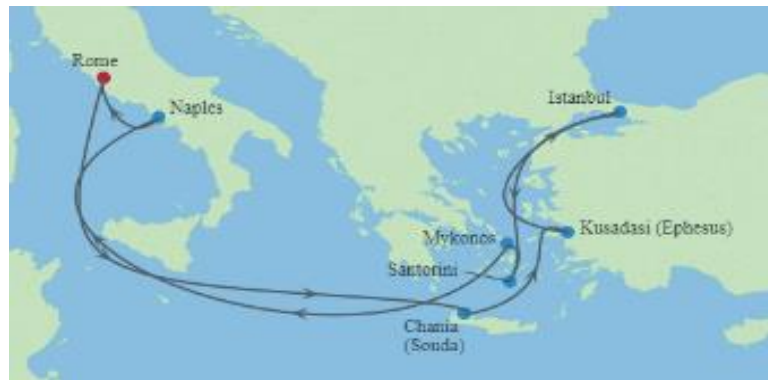 Rome
Naples
Istanbul
Kusadasi (Ephesus)
Mykonos
Santorini
Chania
(Souda)